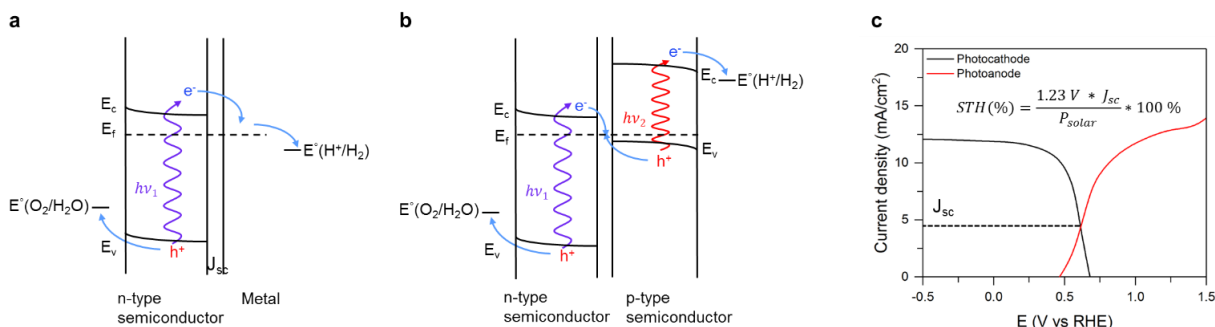 a
E_c
E_f
E°(O₂/H₂O)
E_v
e⁻
hν₁
h⁺
E°(H⁺/H₂)
J_sc
n-type
semiconductor
Metal
b
E_c
E_f
E°(O₂/H₂O)
E_v
e⁻
hν₁
h⁺
e⁻
hν₂
h⁺
E_c
E°(H⁺/H₂)
E_v
n-type
semiconductor
p-type
semiconductor
c
Photocathode
Photoanode
STH(%) = 1.23 V * J_sc / P_solar * 100 %
J_sc
Current density (mA/cm²)
20
15
10
5
0
-0.5
0.0
0.5
1.0
1.5
E (V vs RHE)